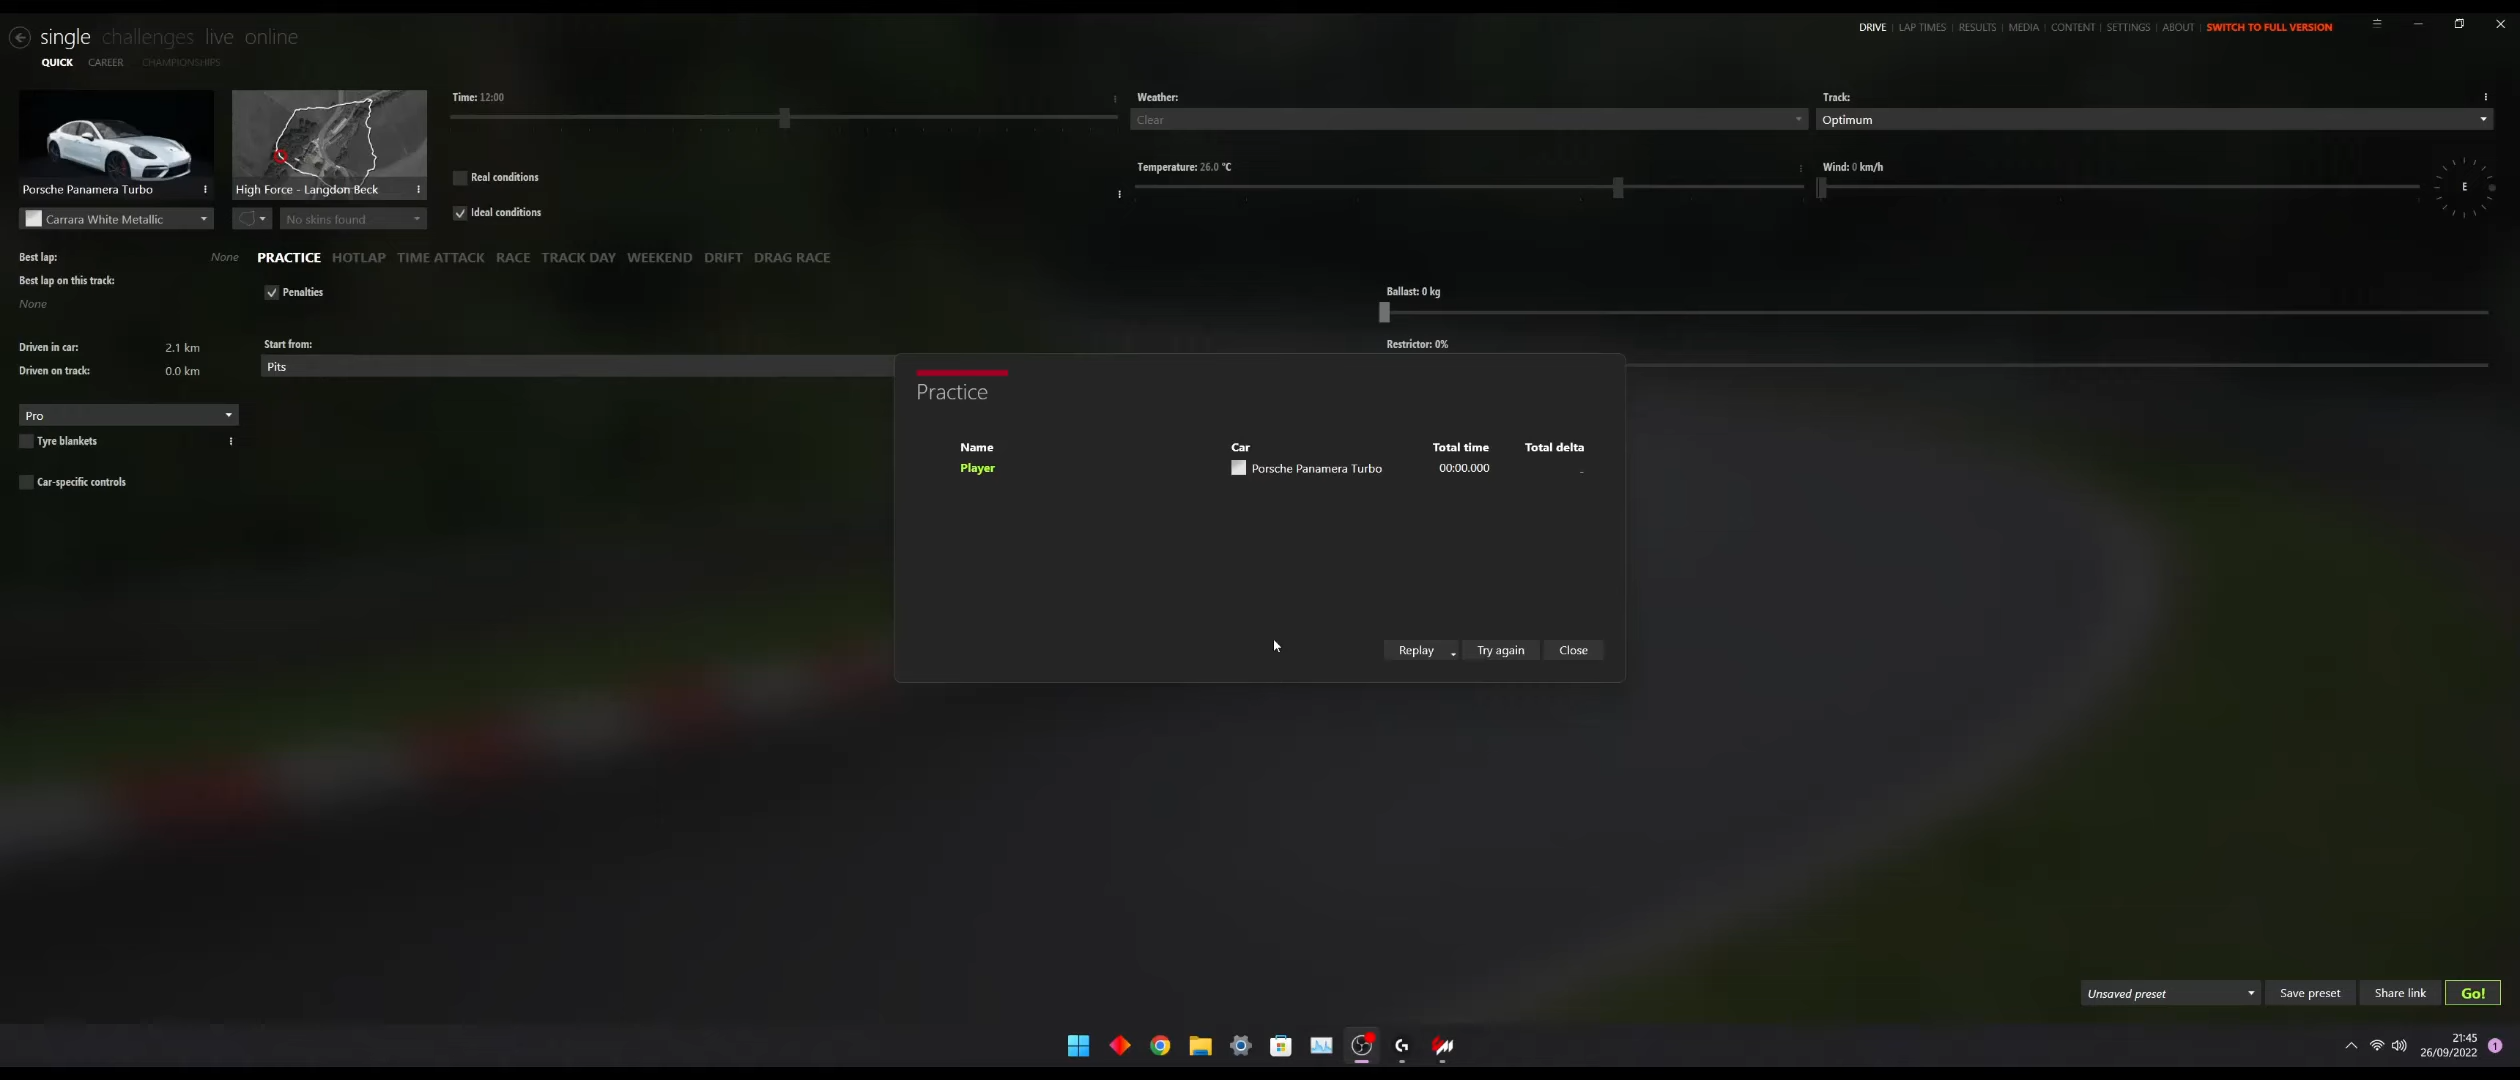 single challenges live online
DRIVE | LAP TIMES | RESULTS | MEDIA | CONTENT | SETTINGS | ABOUT | SWITCH TO FULL VERSION
QUICK CAREER CHAMPIONSHIPS
Time: 12:00
Weather:
Track:
Clear
Optimum
Porsche Panamera Turbo
High Force - Langdon Beck
Real conditions
Temperature: 26.0 °C
Wind: 0 km/h
E
Carrara White Metallic
No skins found
Ideal conditions
Best lap: None
PRACTICE HOTLAP TIME ATTACK RACE TRACK DAY WEEKEND DRIFT DRAG RACE
Best lap on this track:
None
Penalties
Ballast: 0 kg
Driven in car: 2.1 km
Start from:
Restrictor: 0%
Driven on track: 0.0 km
Pits
Pro
Tyre blankets
Car-specific controls
Practice
Name Car Total time Total delta
Player Porsche Panamera Turbo 00:00.000 -
Replay Try again Close
Unsaved preset Save preset Share link Go!
21:45
26/09/2022
1